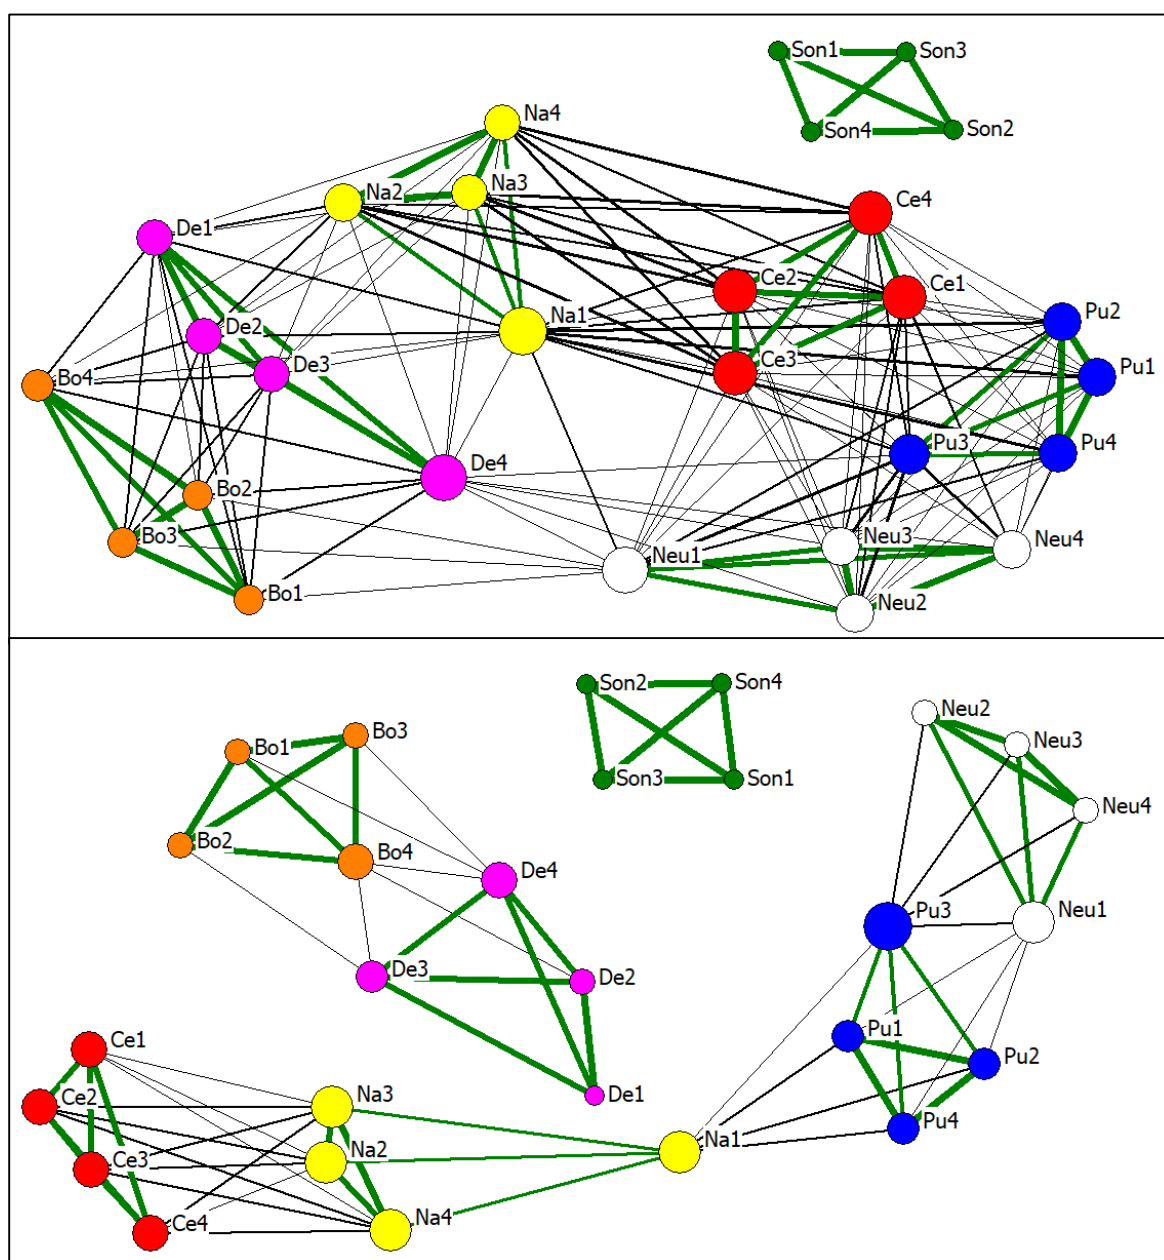 Son1
Son3
Son4
Son2
Na4
Na2
Na3
Ce4
De1
Ce2
Ce1
Na1
Pu2
De2
De3
Ce3
Pu1
Bo4
Pu3
Pu4
De4
Bo2
Bo3
Neu1
Neu3
Neu4
Bo1
Neu2
Son2
Son4
Neu2
Bo3
Bo1
Neu3
Son3
Son1
Neu4
Bo2
Bo4
De4
Pu3
Neu1
De3
De2
Pu1
Ce1
Pu2
De1
Ce2
Na3
Pu4
Na1
Na2
Ce3
Ce4
Na4